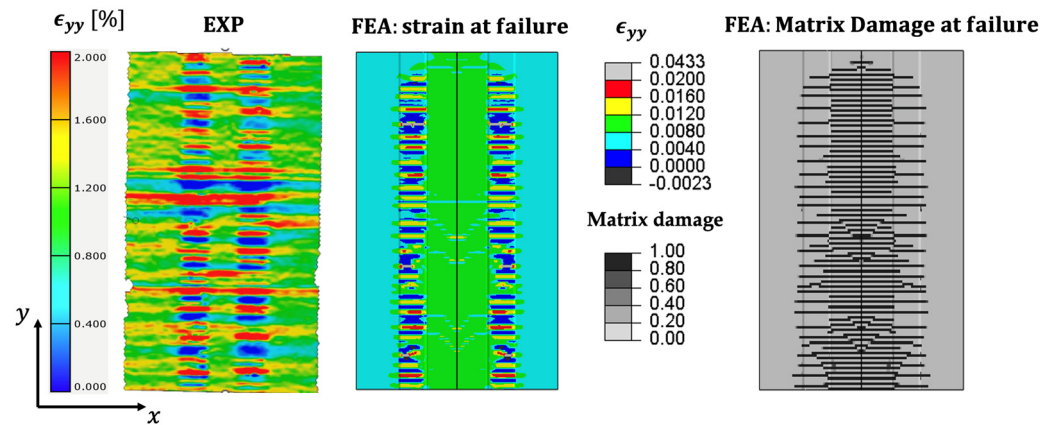 ϵyy [%]
EXP
2.000
1.600
1.200
0.800
0.400
0.000
y
x
FEA: strain at failure
ϵyy
0.0433
0.0200
0.0160
0.0120
0.0080
0.0040
0.0000
-0.0023
Matrix damage
1.00
0.80
0.60
0.40
0.20
0.00
FEA: Matrix Damage at failure